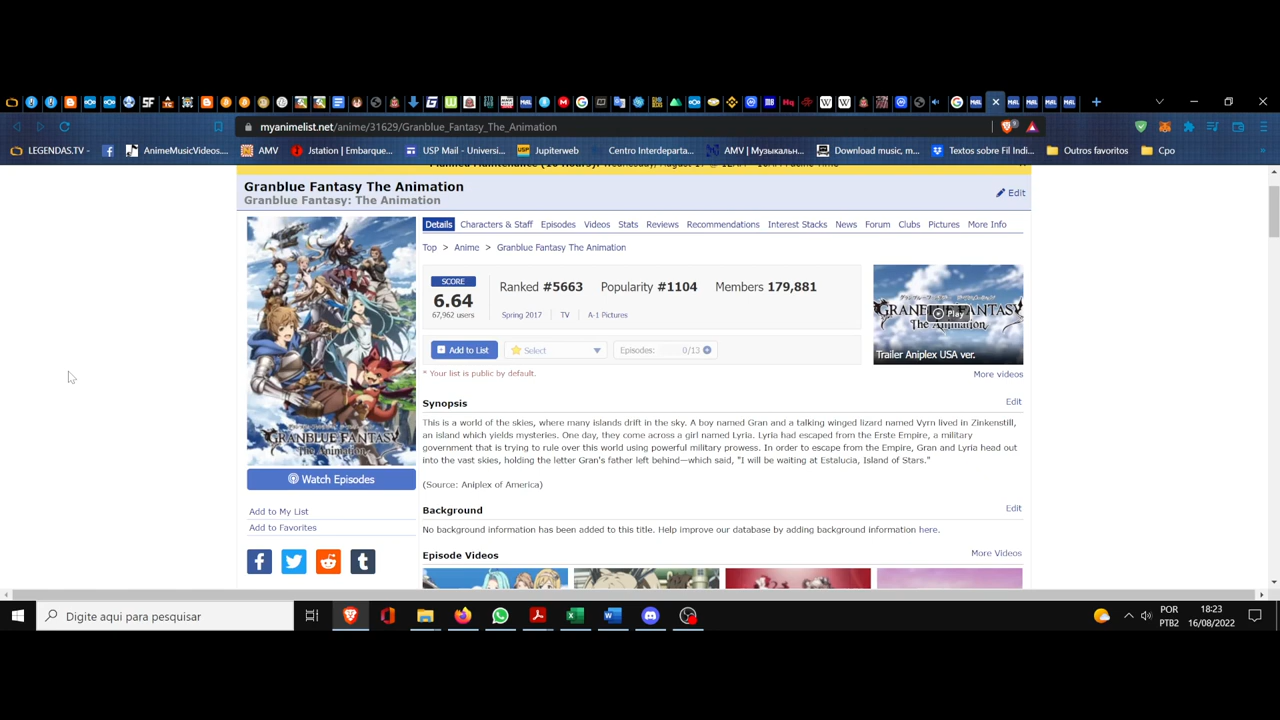 myanimelist.net/anime/31629/Granblue_Fantasy_The_Animation
LEGENDAS.TV
AnimeMusicVideos...
AMV
Jstation | Embarque...
USP Mail - Universi...
Jupiterweb
Centro Interdeparta...
AMV | Музыкальн...
Download music, m...
Textos sobre Fil Indi...
Outros favoritos
Cpo
Granblue Fantasy The Animation
Granblue Fantasy: The Animation
Edit
Details Characters & Staff Episodes Videos Stats Reviews Recommendations Interest Stacks News Forum Clubs Pictures More Info
Top > Anime > Granblue Fantasy The Animation
SCORE
6.64
67,962 users
Ranked #5663 Popularity #1104 Members 179,881
Spring 2017 TV A-1 Pictures
Add to List Select Episodes: 0/13
* Your list is public by default.
Play
Trailer Aniplex USA ver.
More videos
Synopsis
Edit
This is a world of the skies, where many islands drift in the sky. A boy named Gran and a talking winged lizard named Vyrn lived in Zinkenstill,
an island which yields mysteries. One day, they come across a girl named Lyria. Lyria had escaped from the Erste Empire, a military
government that is trying to rule over this world using powerful military prowess. In order to escape from the Empire, Gran and Lyria head out
into the vast skies, holding the letter Gran's father left behind—which said, "I will be waiting at Estalucia, Island of Stars."
(Source: Aniplex of America)
Background
Edit
No background information has been added to this title. Help improve our database by adding background information here.
Episode Videos
More Videos
GRANBLUE FANTASY
The Animation
Watch Episodes
Add to My List
Add to Favorites
Digite aqui para pesquisar
POR
PTB2
18:23
16/08/2022